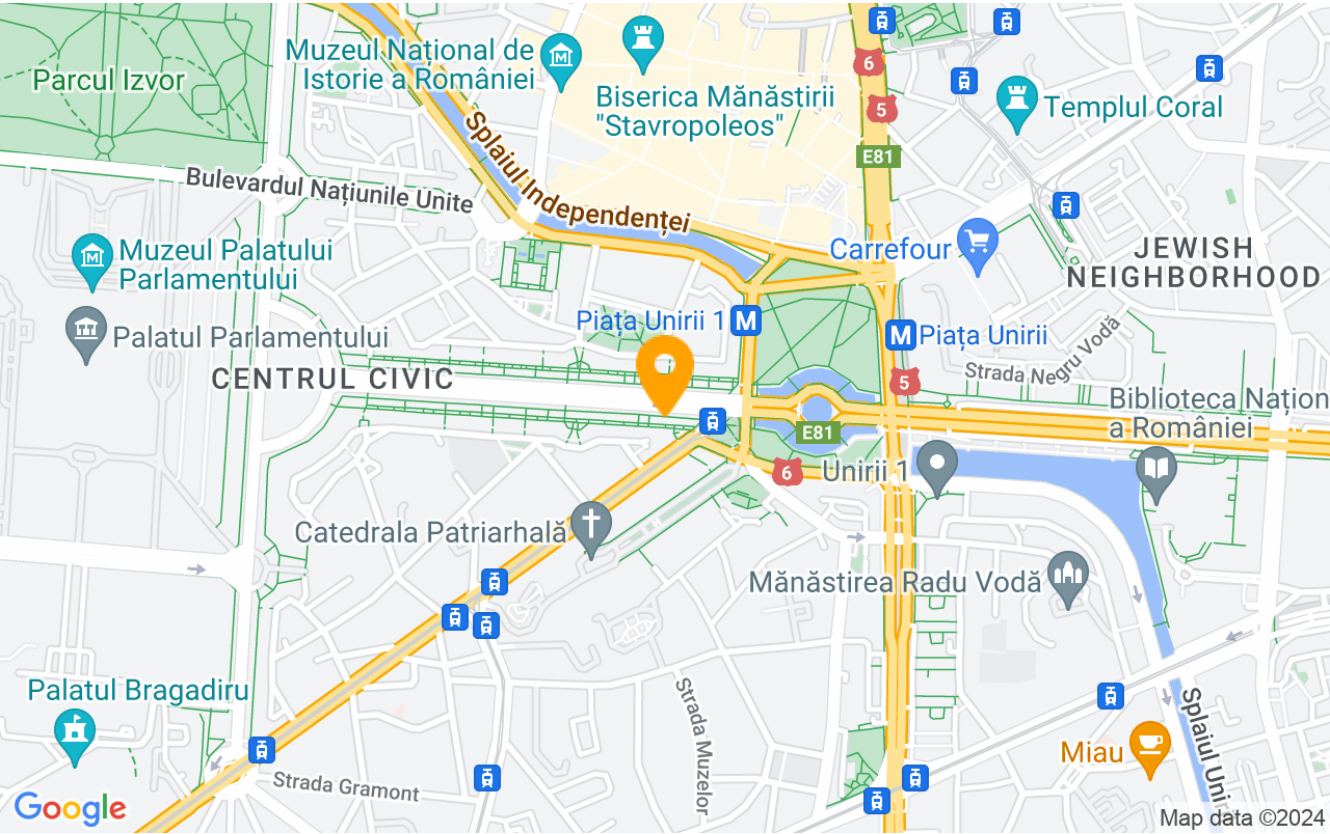 Muzeul Național de
Istorie a României
Parcul Izvor
6
Biserica Mănăstirii
"Stavropoleos"
5
Templul Coral
E81
Splaiul Independenței
Bulevardul Națiunile Unite
Muzeul Palatului
Parlamentului
Carrefour
JEWISH
NEIGHBORHOOD
Piața Unirii 1 M
M Piața Unirii
Palatul Parlamentului
CENTRUL CIVIC
Strada Negru Vodă
5
Biblioteca Națion
a României
E81
6
Unirii 1
Catedrala Patriarhală
Mănăstirea Radu Vodă
Palatul Bragadiru
Strada Muzelor
Splaiul Uni
Miau
Strada Gramont
Google
Map data ©2024